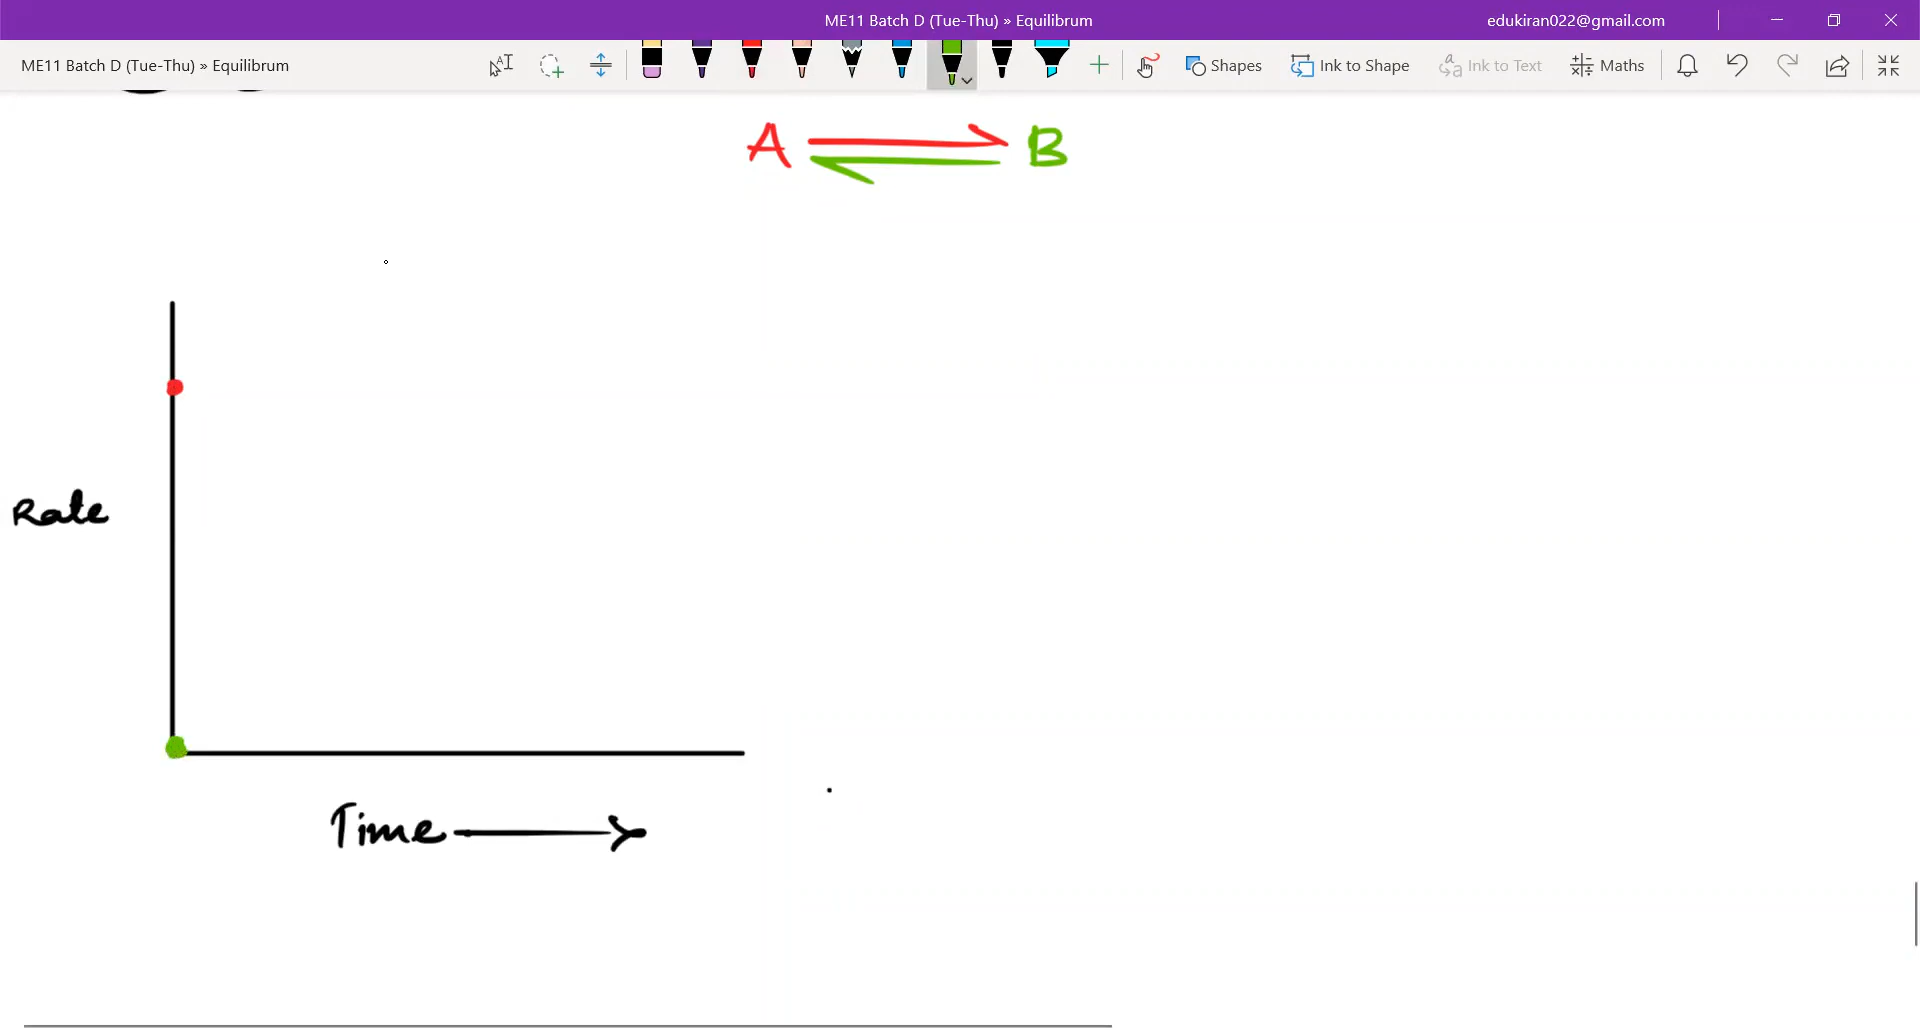 ME11 Batch D (Tue-Thu) » Equilibrum
edukiran022@gmail.com
ME11 Batch D (Tue-Thu) » Equilibrum
Shapes
Ink to Shape
Ink to Text
Maths
A ⇌ B
Rate
Time